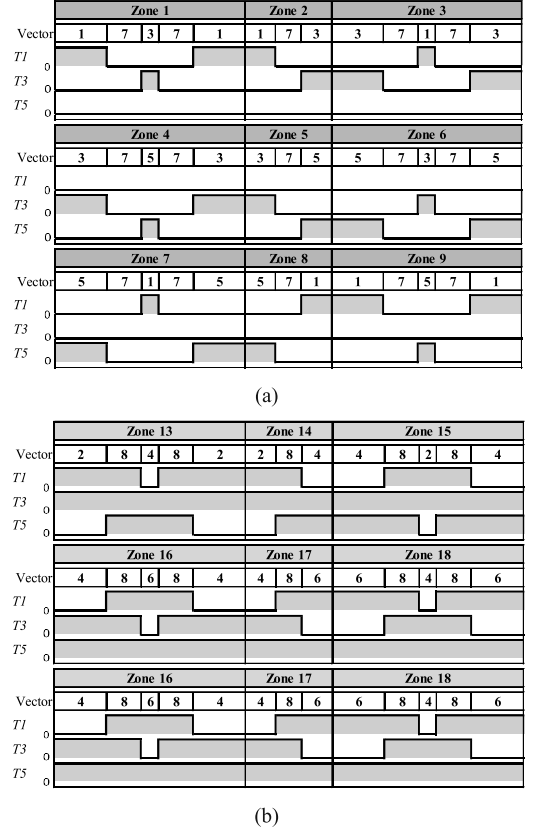 Zone 1 Zone 2 Zone 3
Vector 1 7 3 7 1 1 7 3 3 7 1 7 3
T1 0
T3 0
T5 0
Zone 4 Zone 5 Zone 6
Vector 3 7 5 7 3 3 7 5 5 7 3 7 5
T1 0
T3 0
T5 0
Zone 7 Zone 8 Zone 9
Vector 5 7 1 7 5 5 7 1 1 7 5 7 1
T1 0
T3 0
T5 0
(a)
Zone 13 Zone 14 Zone 15
Vector 2 8 4 8 2 2 8 4 4 8 2 8 4
T1 0
T3 0
T5 0
Zone 16 Zone 17 Zone 18
Vector 4 8 6 8 4 4 8 6 6 8 4 8 6
T1 0
T3 0
T5 0
Zone 16 Zone 17 Zone 18
Vector 4 8 6 8 4 4 8 6 6 8 4 8 6
T1 0
T3 0
T5 0
(b)